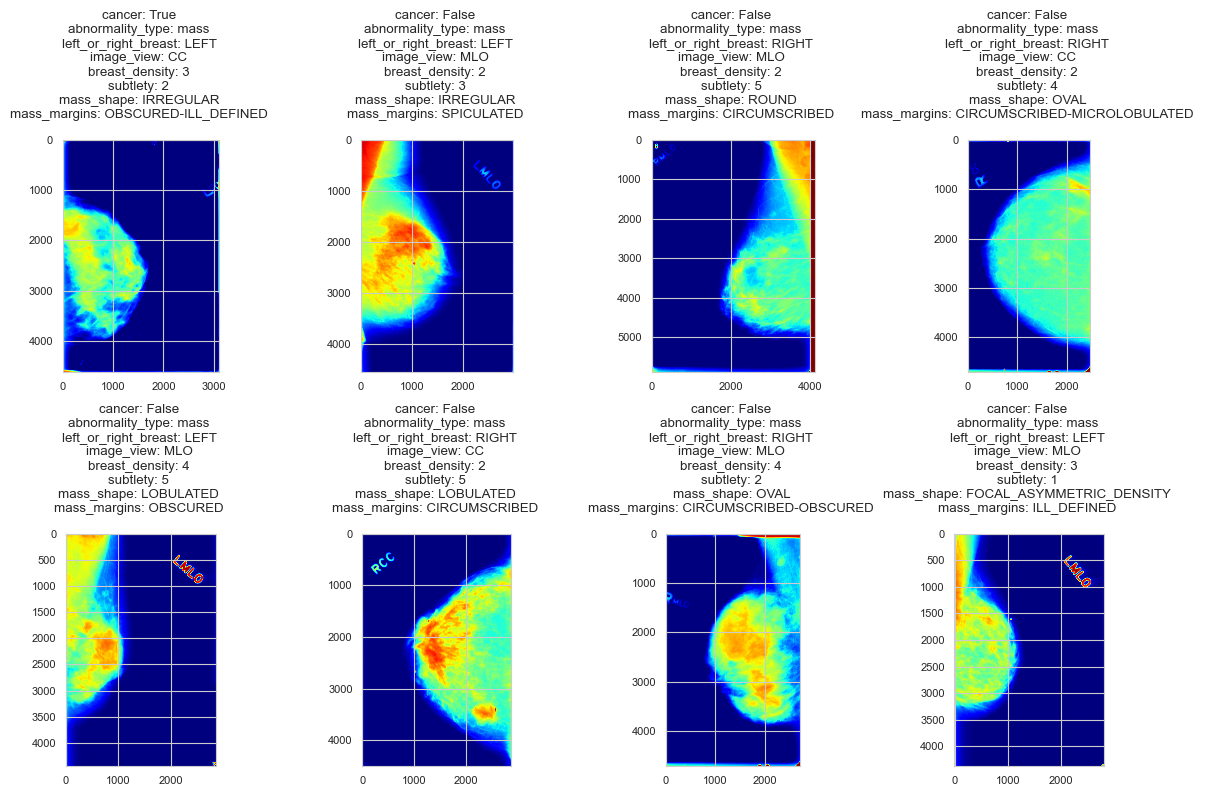 cancer: True
abnormality_type: mass
left_or_right_breast: LEFT
image_view: CC
breast_density: 3
subtlety: 2
mass_shape: IRREGULAR
mass_margins: OBSCURED-ILL_DEFINED
0
1000
2000
3000
4000
0 1000 2000 3000
cancer: False
abnormality_type: mass
left_or_right_breast: LEFT
image_view: MLO
breast_density: 2
subtlety: 3
mass_shape: IRREGULAR
mass_margins: SPICULATED
LMLO
0
1000
2000
3000
4000
0 1000 2000
cancer: False
abnormality_type: mass
left_or_right_breast: RIGHT
image_view: MLO
breast_density: 2
subtlety: 5
mass_shape: ROUND
mass_margins: CIRCUMSCRIBED
0
1000
2000
3000
4000
5000
0 2000 4000
cancer: False
abnormality_type: mass
left_or_right_breast: RIGHT
image_view: CC
breast_density: 2
subtlety: 4
mass_shape: OVAL
mass_margins: CIRCUMSCRIBED-MICROLOBULATED
R
0
1000
2000
3000
4000
0 1000 2000
cancer: False
abnormality_type: mass
left_or_right_breast: LEFT
image_view: MLO
breast_density: 4
subtlety: 5
mass_shape: LOBULATED
mass_margins: OBSCURED
LMLO
0
500
1000
1500
2000
2500
3000
3500
4000
0 1000 2000
cancer: False
abnormality_type: mass
left_or_right_breast: RIGHT
image_view: CC
breast_density: 2
subtlety: 5
mass_shape: LOBULATED
mass_margins: CIRCUMSCRIBED
RCC
0
1000
2000
3000
4000
0 1000 2000
cancer: False
abnormality_type: mass
left_or_right_breast: RIGHT
image_view: MLO
breast_density: 4
subtlety: 2
mass_shape: OVAL
mass_margins: CIRCUMSCRIBED-OBSCURED
0
1000
2000
3000
4000
0 1000 2000
cancer: False
abnormality_type: mass
left_or_right_breast: LEFT
image_view: MLO
breast_density: 3
subtlety: 1
mass_shape: FOCAL_ASYMMETRIC_DENSITY
mass_margins: ILL_DEFINED
LMLO
0
500
1000
1500
2000
2500
3000
3500
4000
0 1000 2000